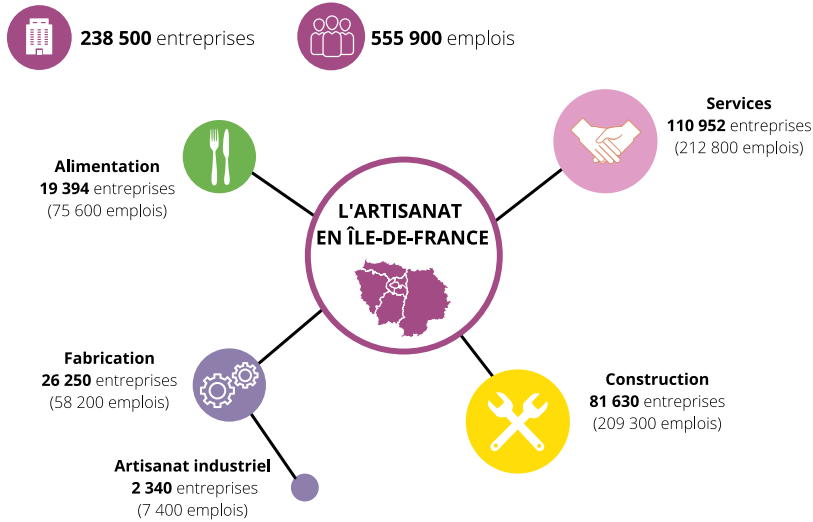 238 500 entreprises
555 900 emplois
Services
110 952 entreprises
(212 800 emplois)
Alimentation
19 394 entreprises
(75 600 emplois)
L'ARTISANAT
EN ÎLE-DE-FRANCE
Fabrication
26 250 entreprises
(58 200 emplois)
Construction
81 630 entreprises
(209 300 emplois)
Artisanat industriel
2 340 entreprises
(7 400 emplois)